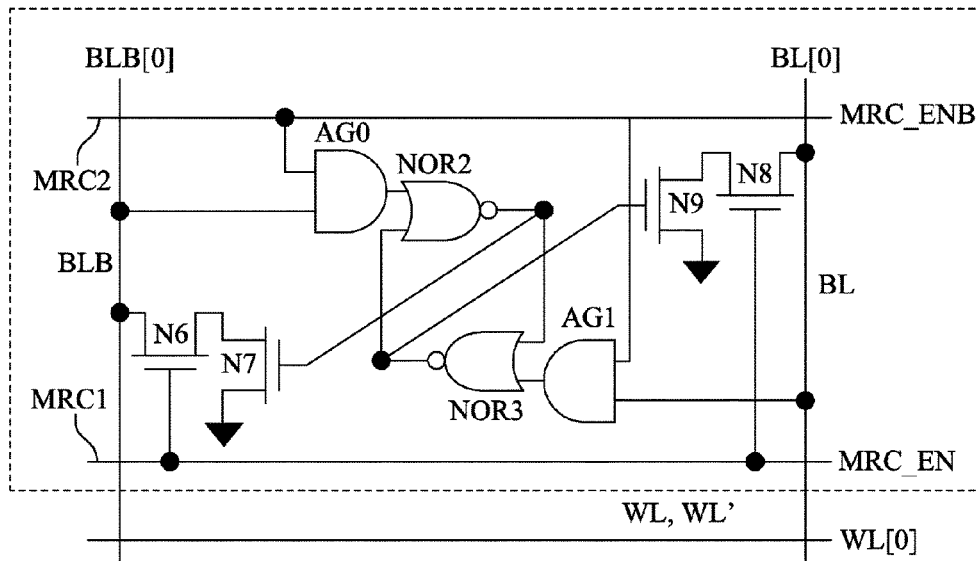 BLB[0]
BL[0]
MRC_ENB
AG0
NOR2
MRC2
N8
N9
BLB
BL
AG1
N6
N7
MRC1
NOR3
MRC_EN
WL, WL’
WL[0]